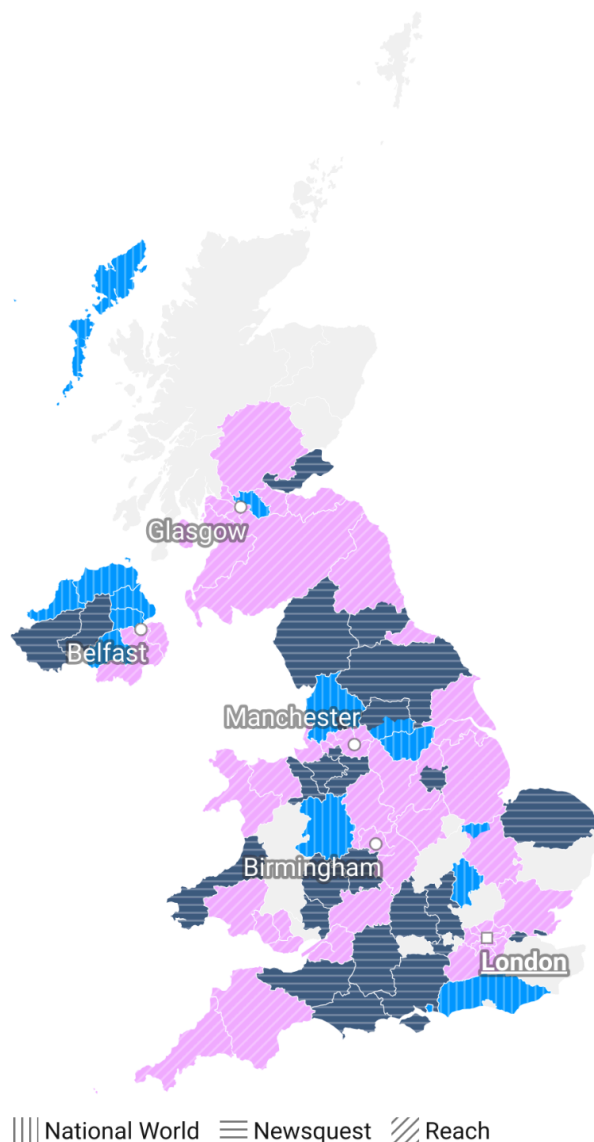 Glasgow
Belfast
Manchester
Birmingham
London
National World Newsquest Reach